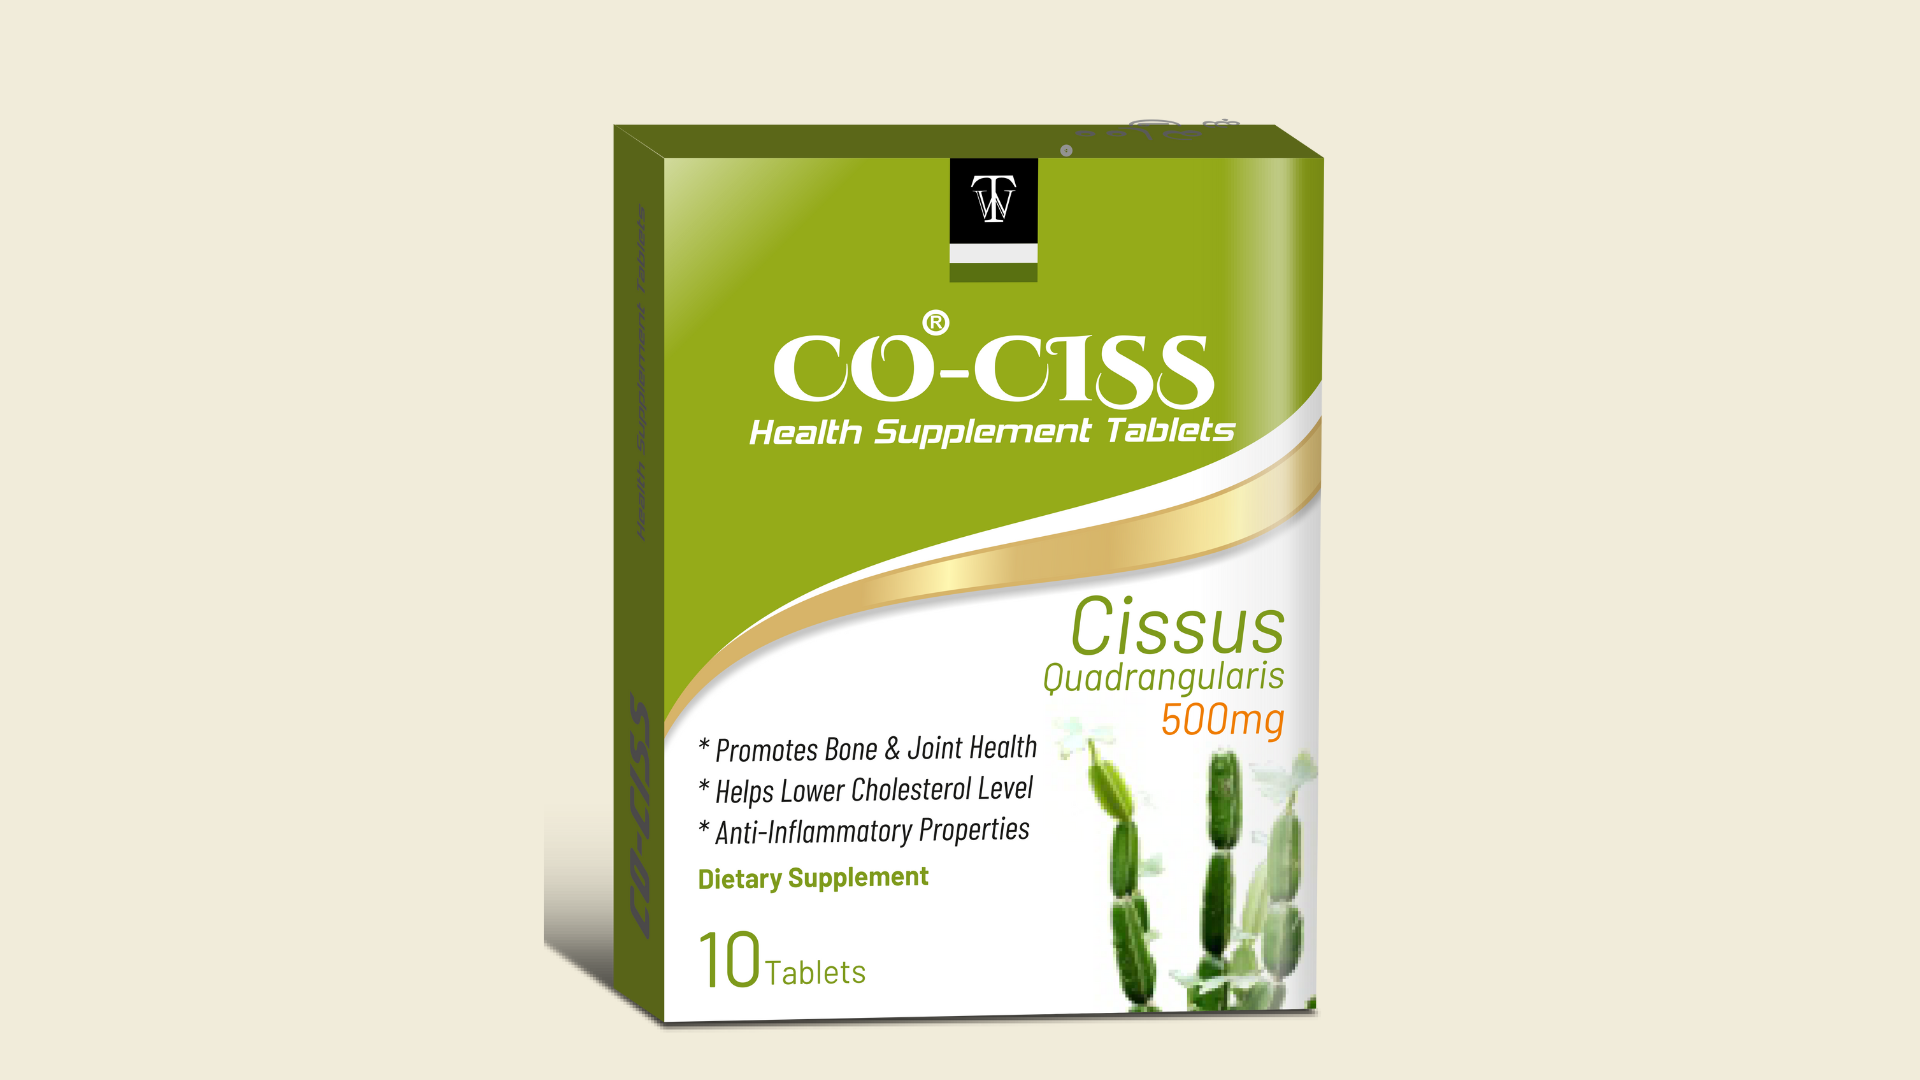 TW
CO®-CISS
Health Supplement Tablets
Cissus
Quadrangularis
500mg
* Promotes Bone & Joint Health
* Helps Lower Cholesterol Level
* Anti-Inflammatory Properties
Dietary Supplement
10 Tablets
CO-CISS
Health Supplement Tablets